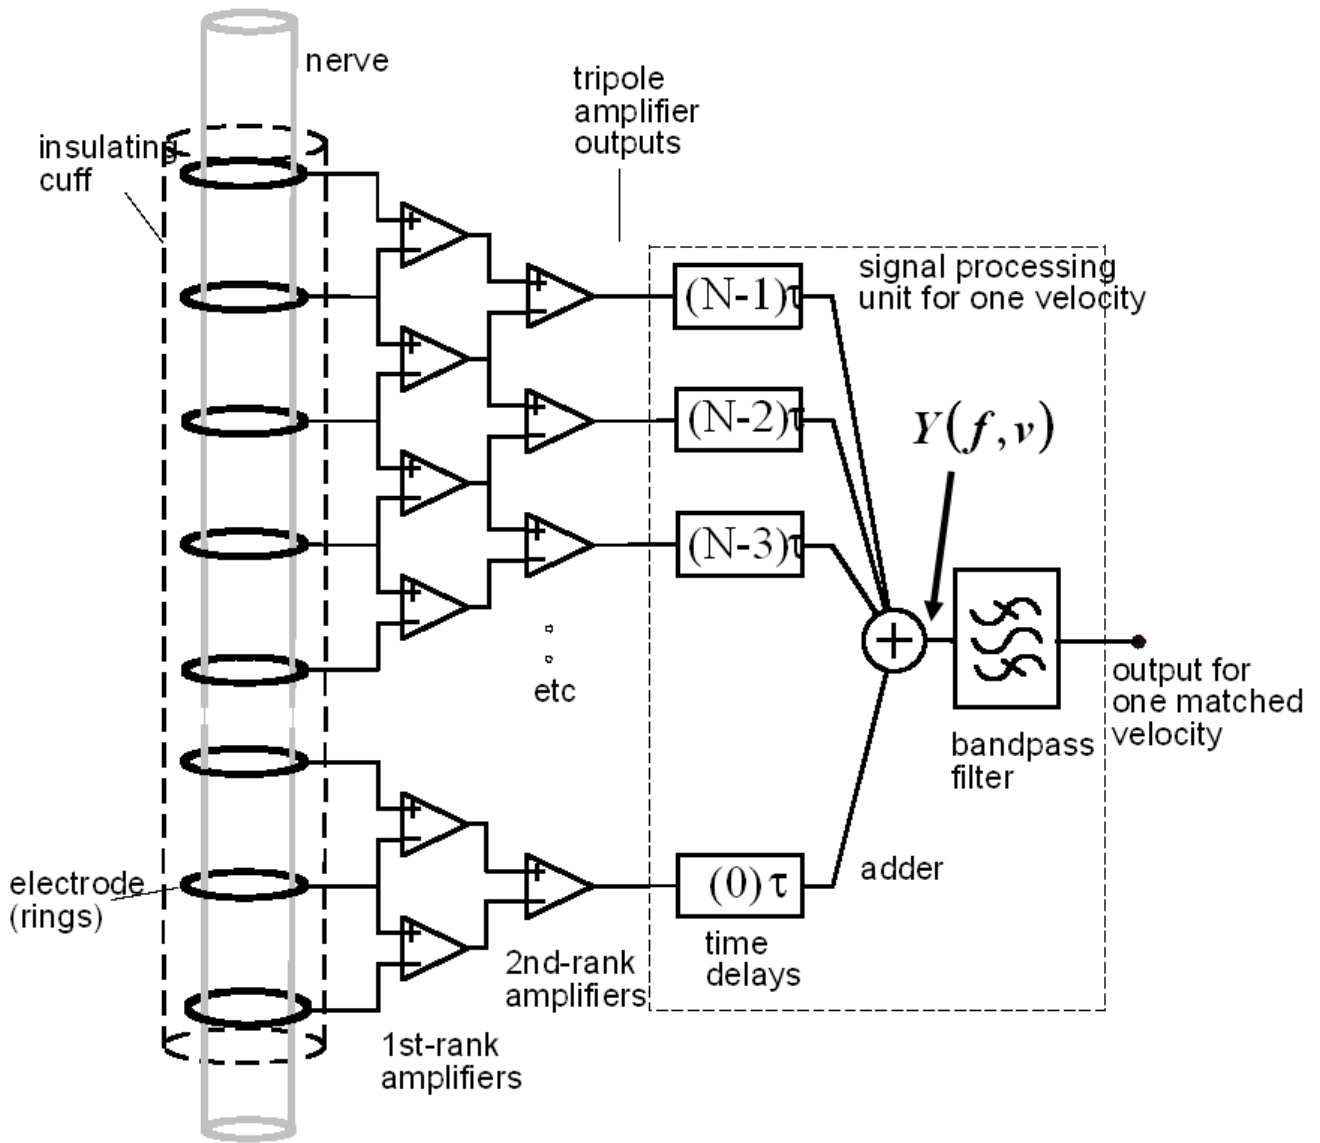 nerve
tripole
amplifier
outputs
insulating
cuff
signal processing
unit for one velocity
(N-1)τ
(N-2)τ
Y(f,v)
(N-3)τ
etc
output for
one matched
velocity
bandpass
filter
electrode
(rings)
(0)τ
adder
time
delays
2nd-rank
amplifiers
1st-rank
amplifiers